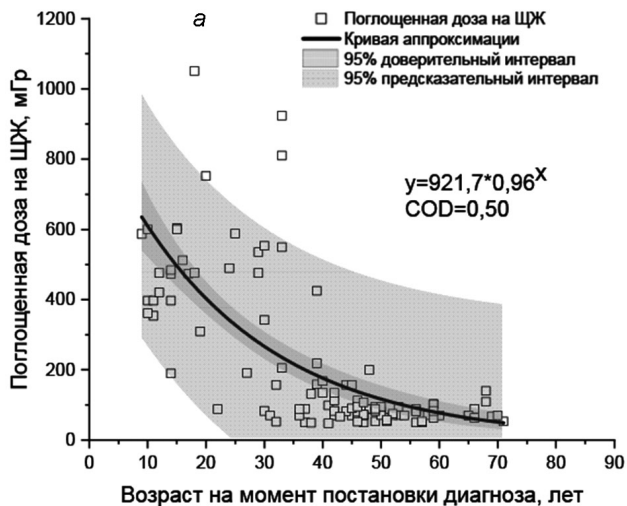 а
Поглощенная доза на ЩЖ
Кривая аппроксимации
95% доверительный интервал
95% предсказательный интервал
y=921,7*0,96^X
COD=0,50
Поглощенная доза на ЩЖ, мГр
1200
1000
800
600
400
200
0
0 10 20 30 40 50 60 70 80 90
Возраст на момент постановки диагноза, лет